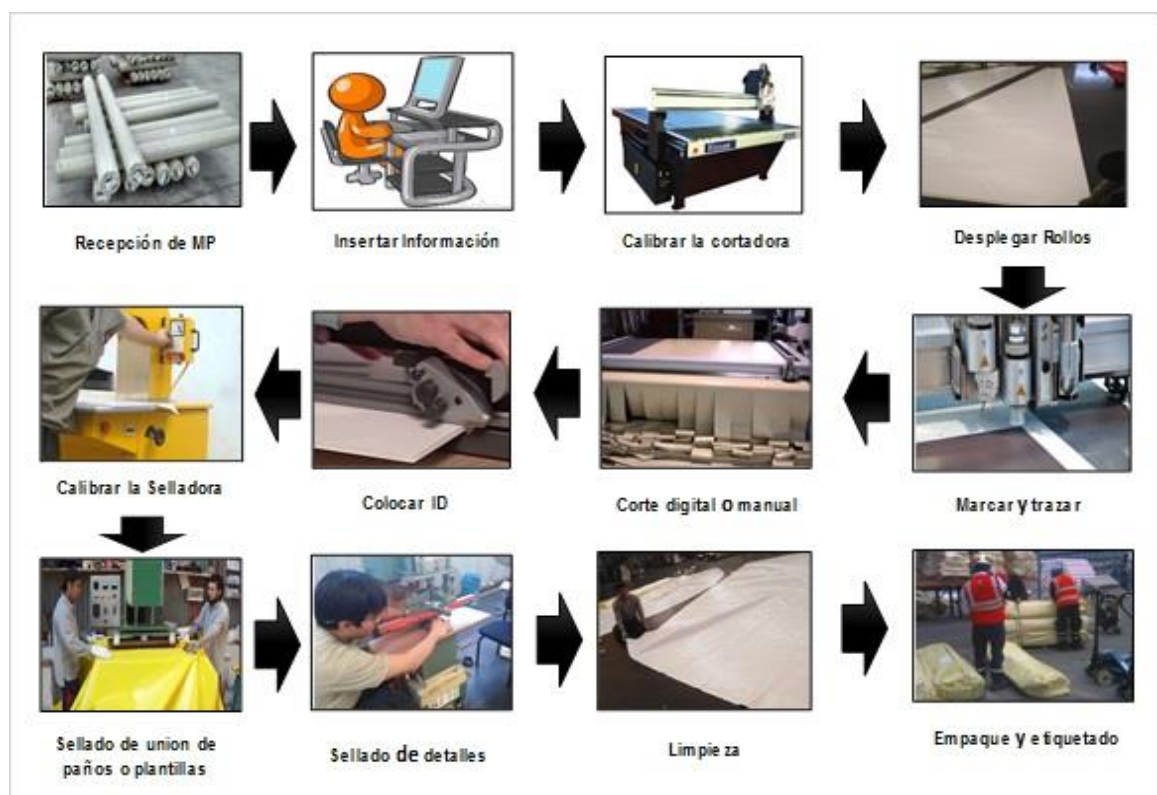 Recepción de MP
Insertar Información
Calibrar la cortadora
Desplegar Rollos
Calibrar la Selladora
Colocar ID
Corte digital o manual
Marcar y trazar
Sellado de union de
paños o plantillas
Sellado de detalles
Limpieza
Empaque y etiquetado